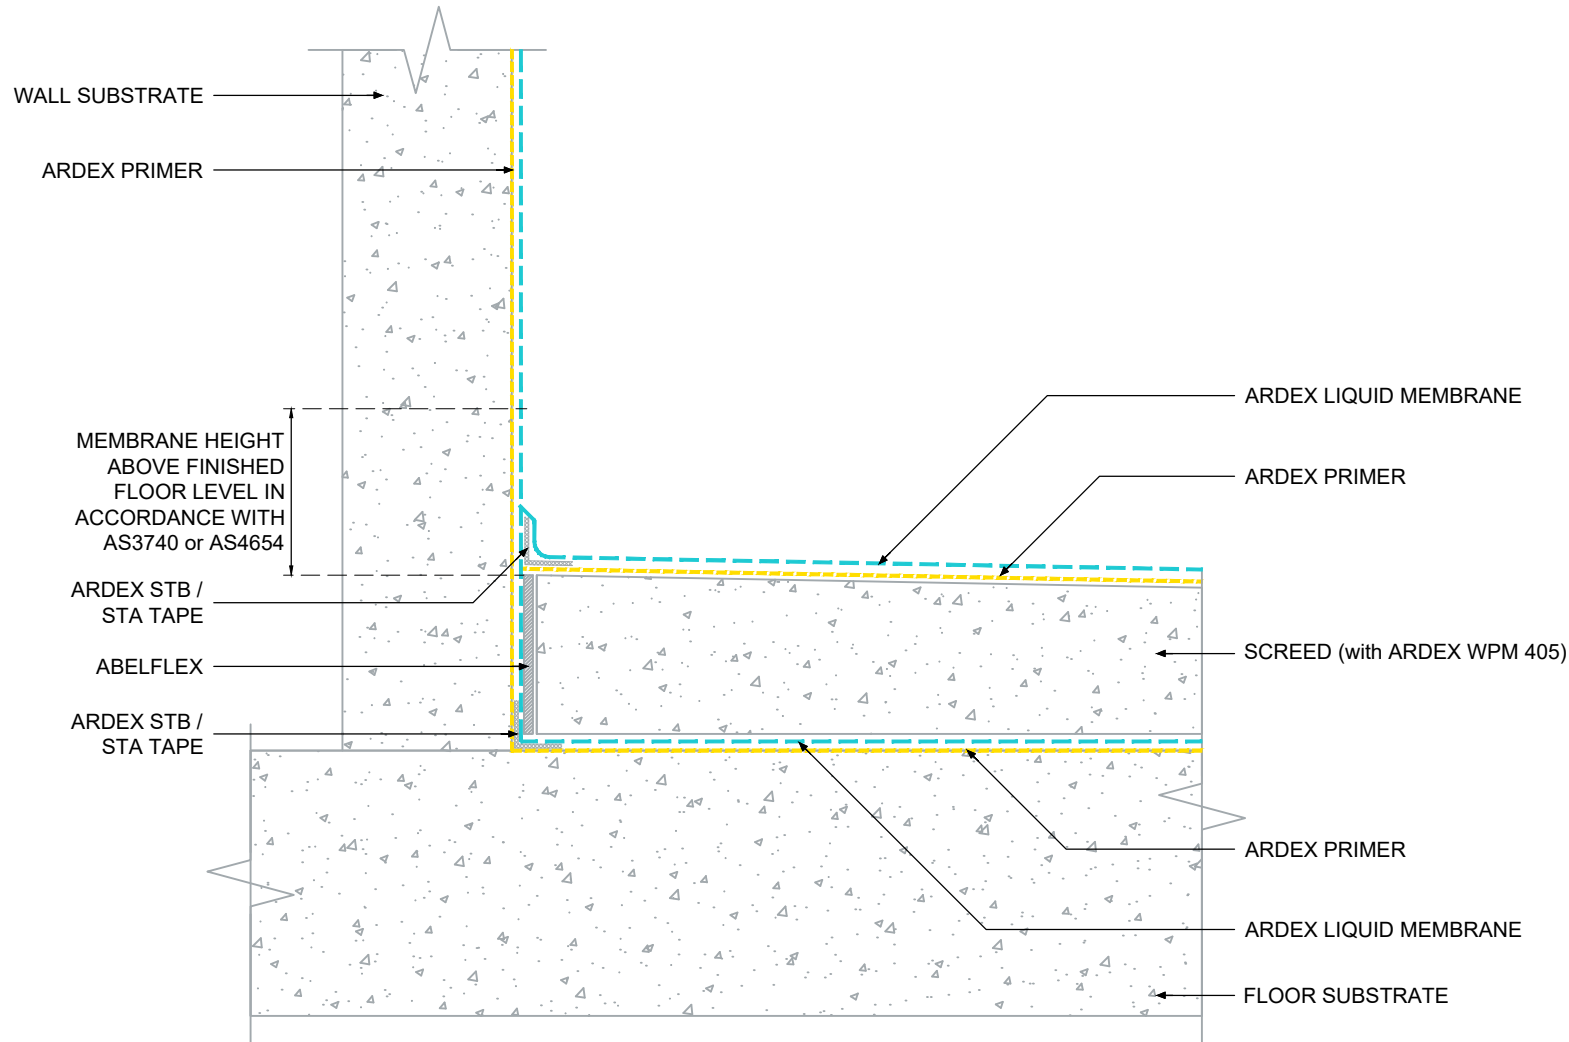 WALL SUBSTRATE
ARDEX PRIMER
MEMBRANE HEIGHT
ABOVE FINISHED
FLOOR LEVEL IN
ACCORDANCE WITH
AS3740 or AS4654
ARDEX STB /
STA TAPE
ABELFLEX
ARDEX STB /
STA TAPE
ARDEX LIQUID MEMBRANE
ARDEX PRIMER
SCREED (with ARDEX WPM 405)
ARDEX PRIMER
ARDEX LIQUID MEMBRANE
FLOOR SUBSTRATE